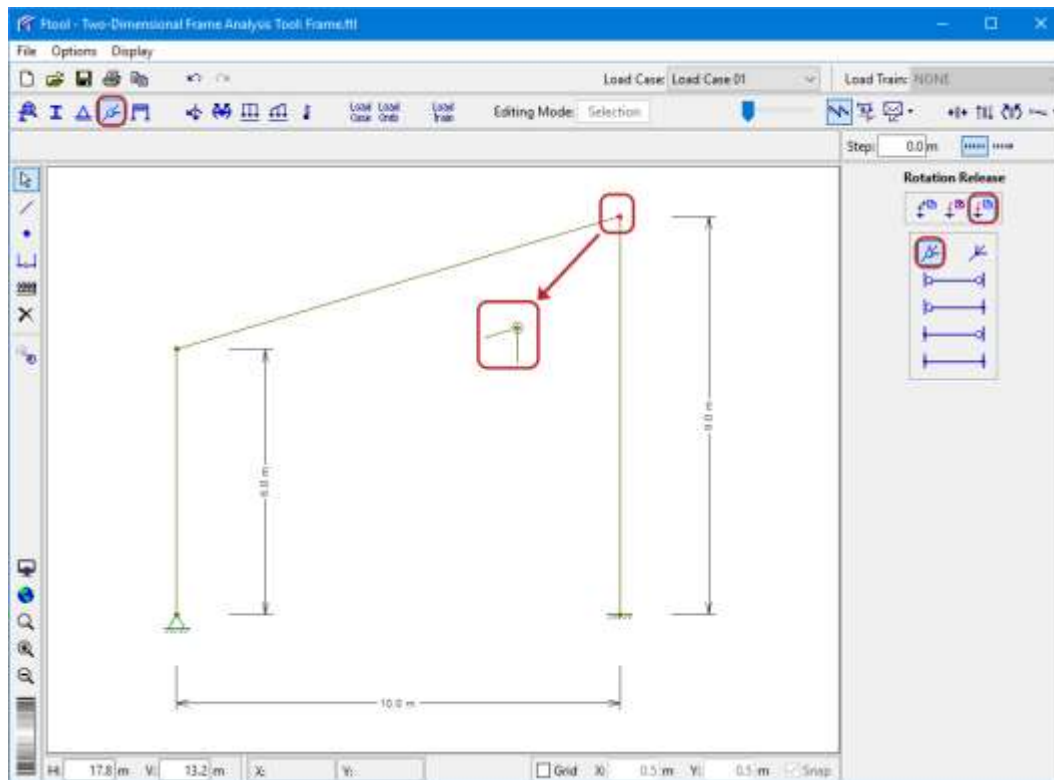 Ftool - Two-Dimensional Frame Analysis Tool: Frame.ftl
File Options Display
Load Case: Load Case 01 Load Train: NONE
Load Case Load Cmb Load Train Editing Mode: Selection
Step: 0.0 m
Rotation Release
6.0 m
9.0 m
10.0 m
H: 17.8 m V: 13.2 m X: Y: Grid X: 0.5 m Y: 0.5 m Snap